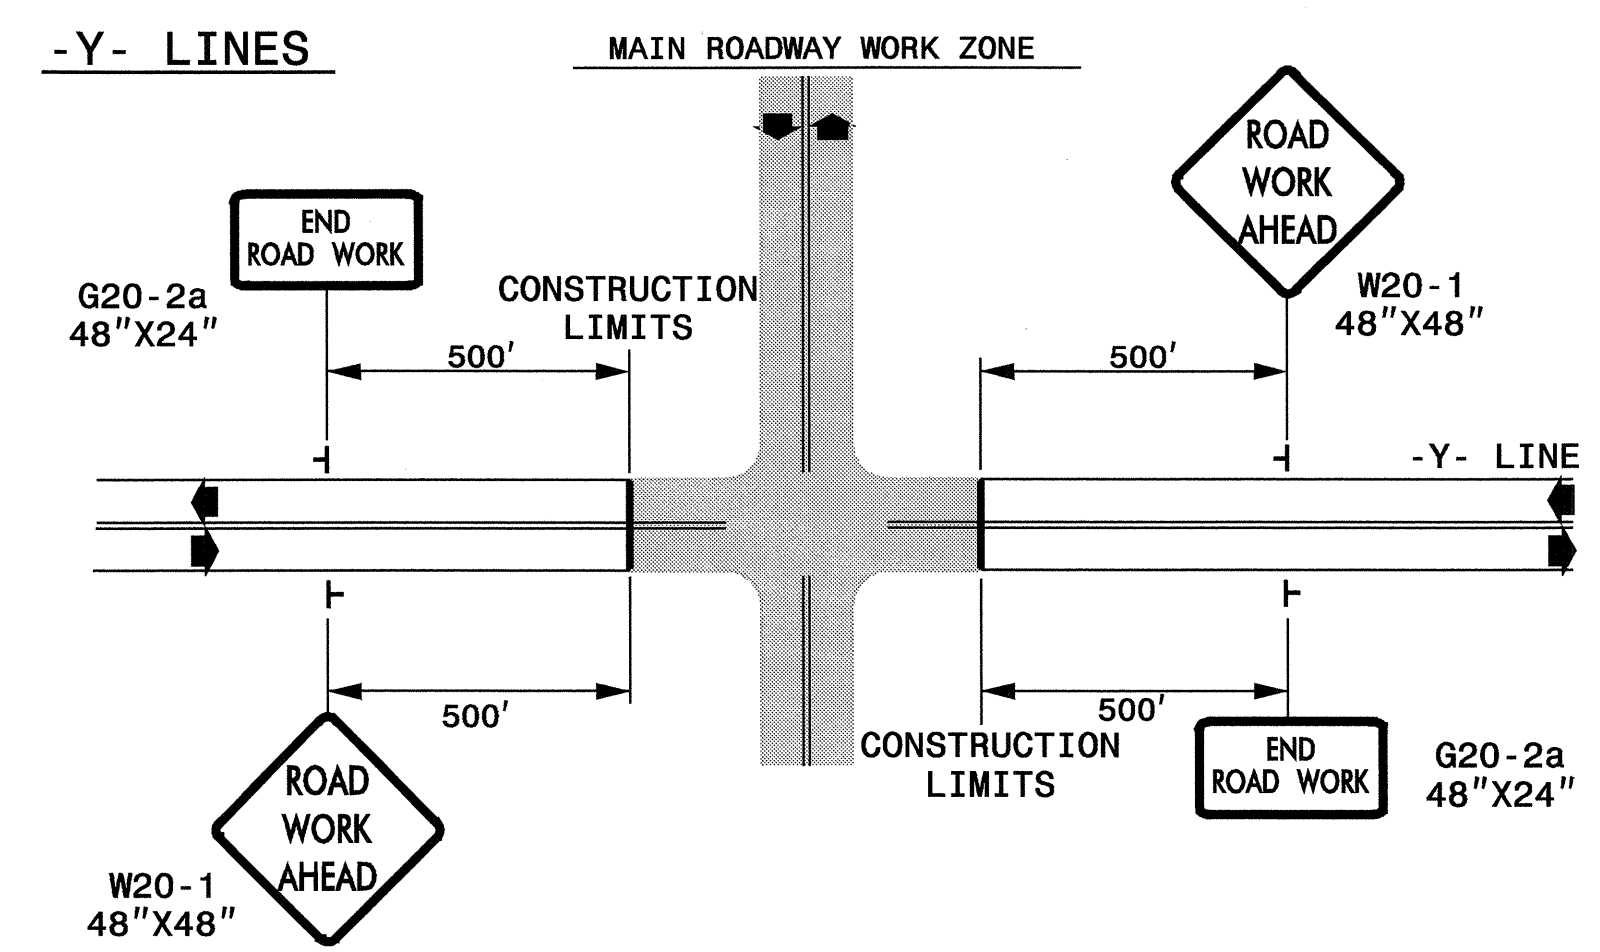 -Y- LINES
MAIN ROADWAY WORK ZONE
ROAD
WORK
AHEAD
W20-1
48"X48"
END
ROAD WORK
G20-2a
48"X24"
CONSTRUCTION
LIMITS
500'
500'
-Y- LINE
500'
500'
CONSTRUCTION
LIMITS
END
ROAD WORK
G20-2a
48"X24"
ROAD
WORK
AHEAD
W20-1
48"X48"